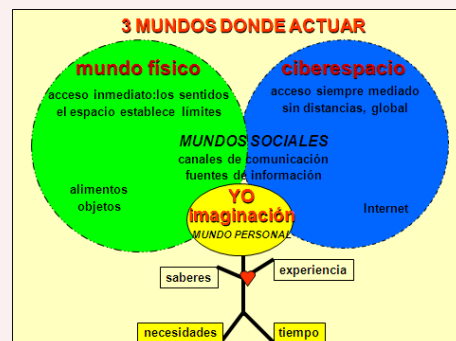 3 MUNDOS DONDE ACTUAR
mundo físico
acceso inmediato:los sentidos
el espacio establece límites
ciberespacio
acceso siempre mediado
sin distancias, global
MUNDOS SOCIALES
canales de comunicación
fuentes de información
alimentos
objetos
Internet
YO
imaginación
MUNDO PERSONAL
saberes
experiencia
necesidades
tiempo